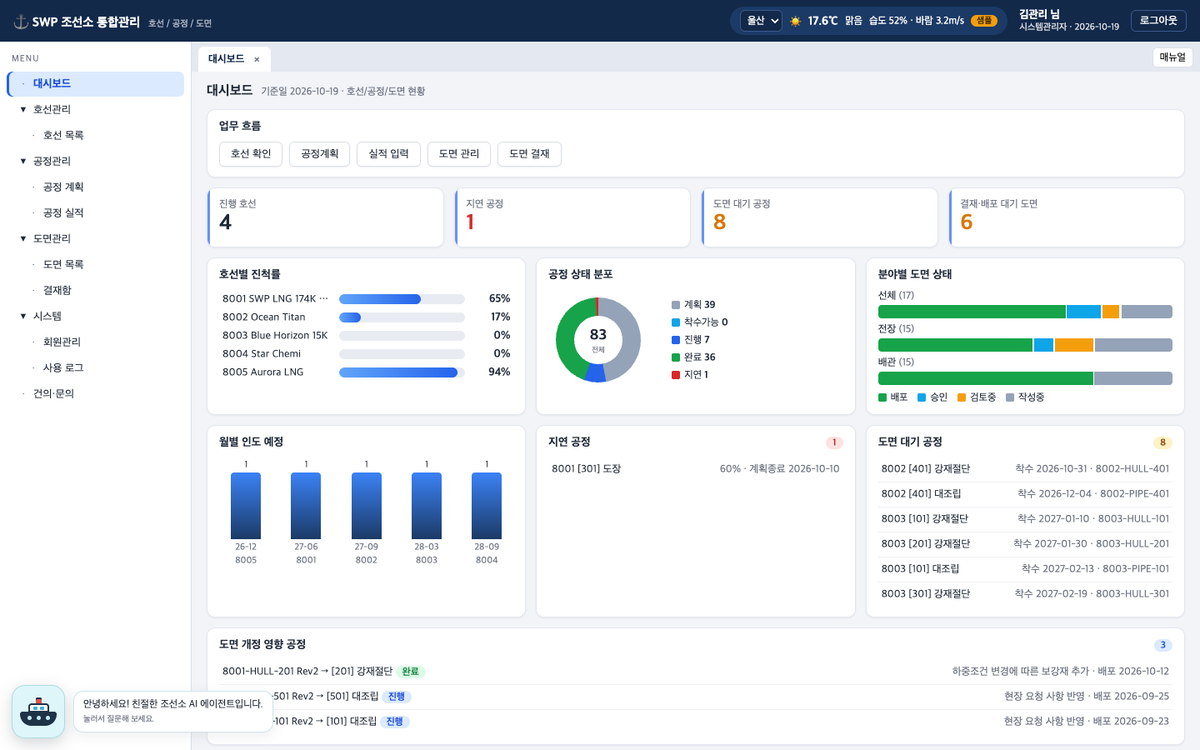 SWP 조선소 통합관리 호선 / 공정 / 도면
울산 17.6℃ 맑음 습도 52% · 바람 3.2m/s 샘플
김관리 님
시스템관리자 · 2026-10-19
로그아웃
MENU
· 대시보드
▼ 호선관리
· 호선 목록
▼ 공정관리
· 공정 계획
· 공정 실적
▼ 도면관리
· 도면 목록
· 결재함
▼ 시스템
· 회원관리
· 사용 로그
· 건의·문의
대시보드 ×
매뉴얼
대시보드 기준일 2026-10-19 · 호선/공정/도면 현황
업무 흐름
호선 확인 공정계획 실적 입력 도면 관리 도면 결재
진행 호선
4
지연 공정
1
도면 대기 공정
8
결재·배포 대기 도면
6
호선별 진척률
8001 SWP LNG 174K ··· 65%
8002 Ocean Titan 17%
8003 Blue Horizon 15K 0%
8004 Star Chemi 0%
8005 Aurora LNG 94%
공정 상태 분포
83
전체
계획 39
착수가능 0
진행 7
완료 36
지연 1
분야별 도면 상태
선체 (17)
전장 (15)
배관 (15)
배포 승인 검토중 작성중
월별 인도 예정
1 1 1 1 1
26-12 27-06 27-09 28-03 28-09
8005 8001 8002 8003 8004
지연 공정 1
8001 [301] 도장 60% · 계획종료 2026-10-10
도면 대기 공정 8
8002 [401] 강재절단 착수 2026-10-31 · 8002-HULL-401
8002 [401] 대조립 착수 2026-12-04 · 8002-PIPE-401
8003 [101] 강재절단 착수 2027-01-10 · 8003-HULL-101
8003 [201] 강재절단 착수 2027-01-30 · 8003-HULL-201
8003 [101] 대조립 착수 2027-02-13 · 8003-PIPE-101
8003 [301] 강재절단 착수 2027-02-19 · 8003-HULL-301
도면 개정 영향 공정 3
8001-HULL-201 Rev2 → [201] 강재절단 완료 하중조건 변경에 따른 보강재 추가 · 배포 2026-10-12
-501 Rev2 → [501] 대조립 진행 현장 요청 사항 반영 · 배포 2026-09-25
-101 Rev2 → [101] 대조립 진행 현장 요청 사항 반영 · 배포 2026-09-23
안녕하세요! 친절한 조선소 AI 에이전트입니다.
눌러서 질문해 보세요.